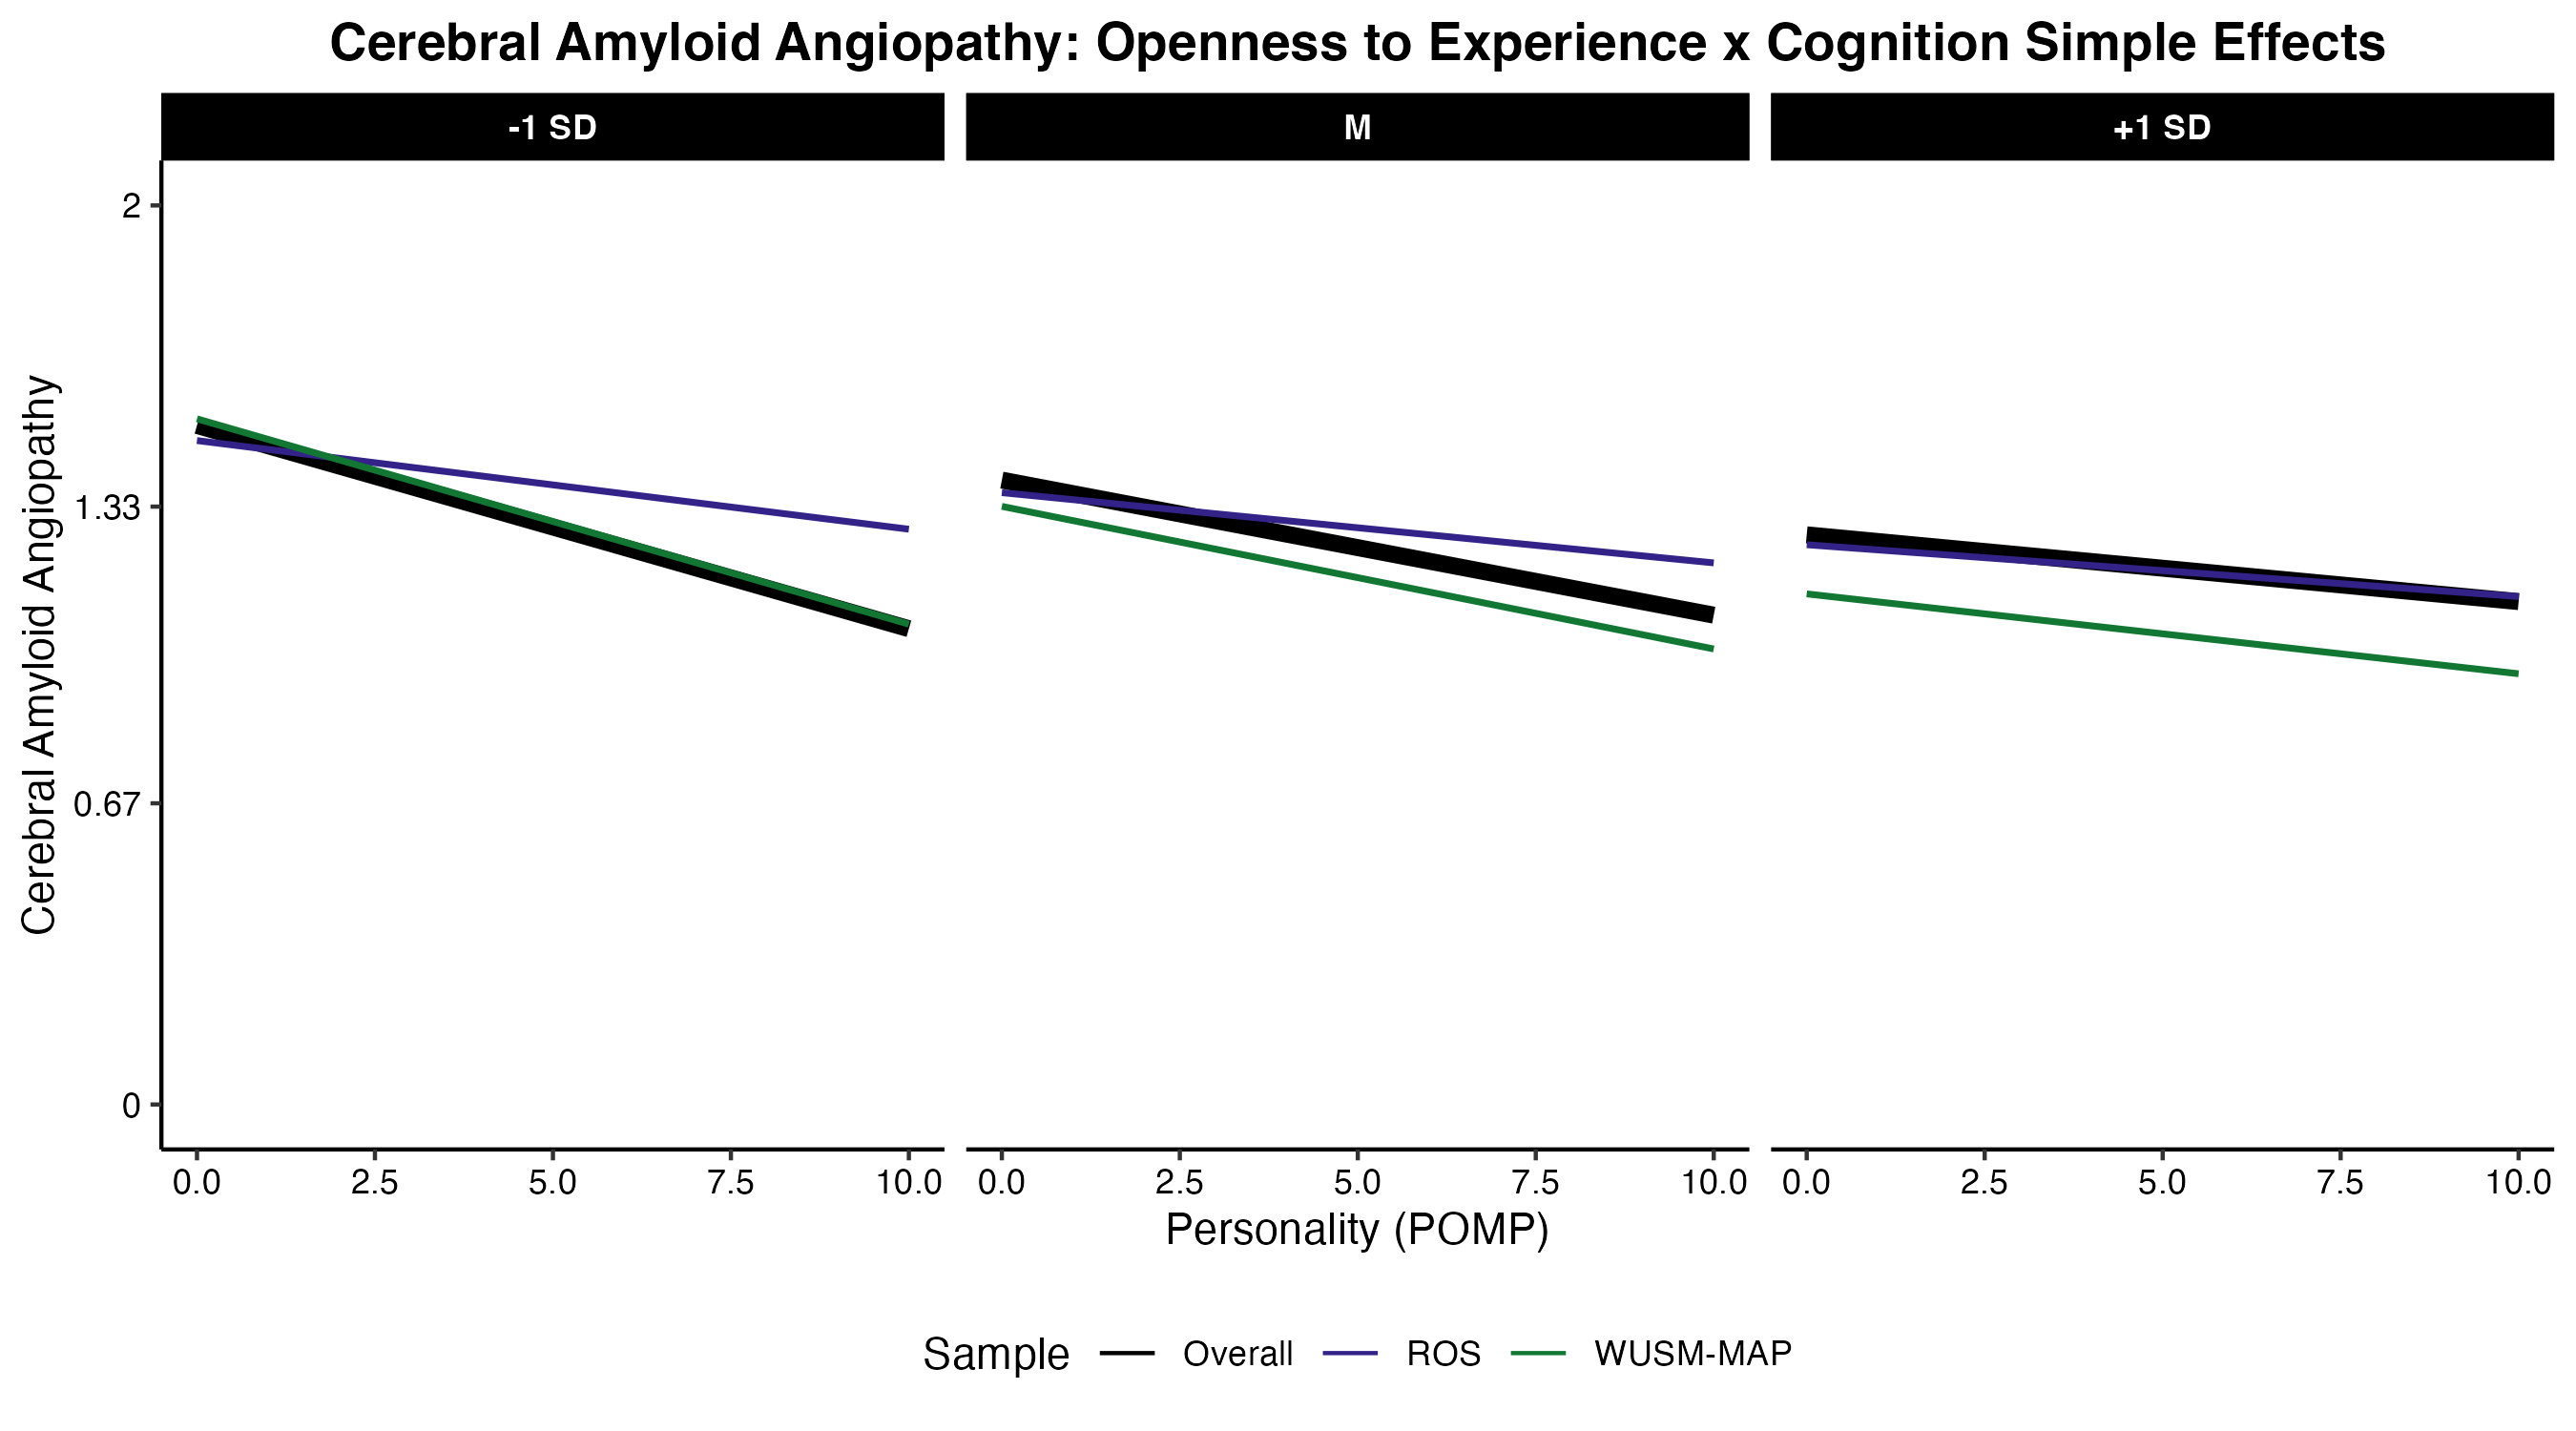 Cerebral Amyloid Angiopathy: Openness to Experience x Cognition Simple Effects
-1 SD
M
+1 SD
Cerebral Amyloid Angiopathy
2
1.33
0.67
0
0.0 2.5 5.0 7.5 10.0
0.0 2.5 5.0 7.5 10.0
0.0 2.5 5.0 7.5 10.0
Personality (POMP)
Sample Overall ROS WUSM-MAP